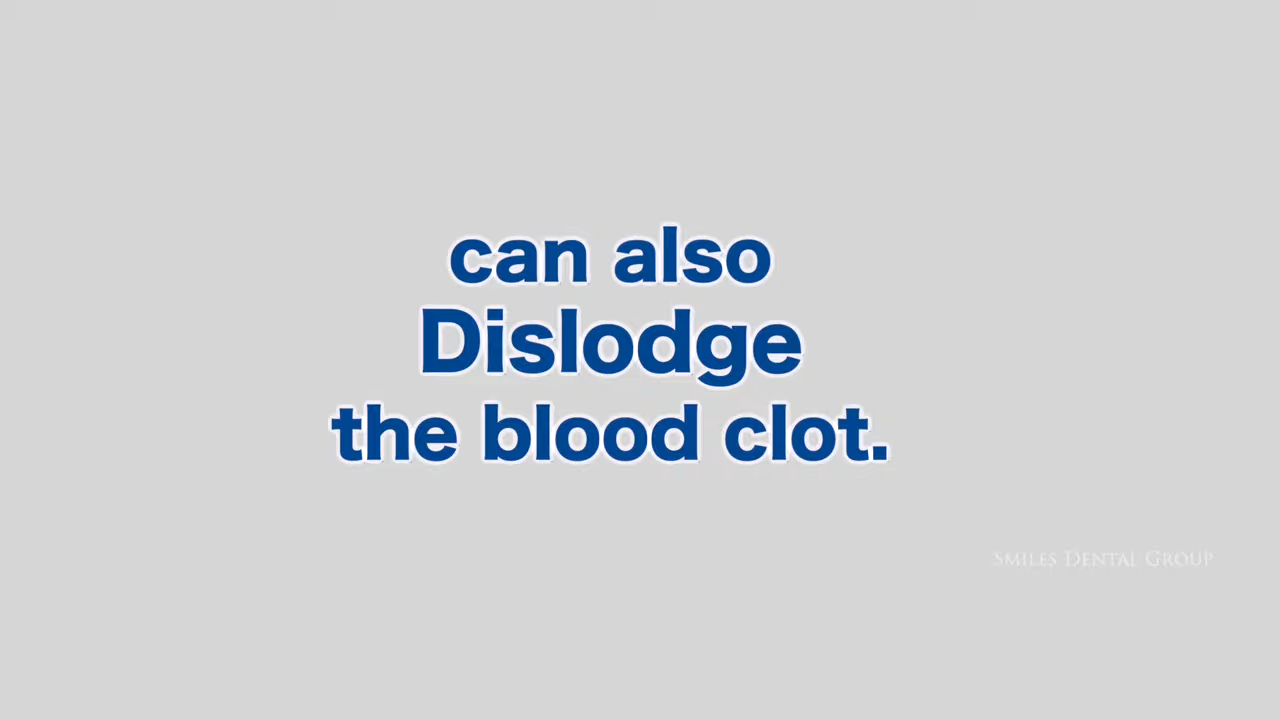 can also
Dislodge
the blood clot.
Smiles Dental Group